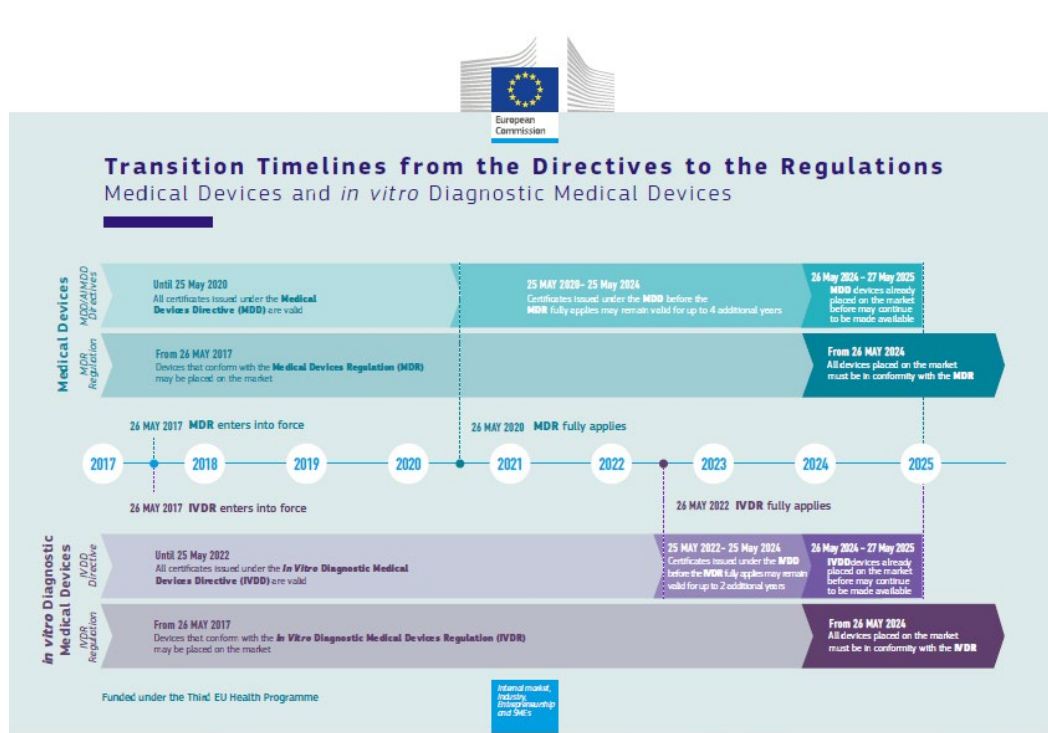 European
Commission
Transition Timelines from the Directives to the Regulations
Medical Devices and in vitro Diagnostic Medical Devices
Medical Devices
MDD/AIMDD
Directives
Until 25 May 2020
All certificates issued under the Medical
Devices Directive (MDD) are valid
25 MAY 2020- 25 May 2024
Certificates issued under the MDD before the
MDR fully applies may remain valid for up to 4 additional years
26 May 2024 - 27 May 2025
MDD devices already
placed on the market
before may continue
to be made available
MDR
Regulation
From 26 MAY 2017
Devices that conform with the Medical Devices Regulation (MDR)
may be placed on the market
From 26 MAY 2024
All devices placed on the market
must be in conformity with the MDR
26 MAY 2017 MDR enters into force
26 MAY 2020 MDR fully applies
2017
2018
2019
2020
2021
2022
2023
2024
2025
26 MAY 2017 IVDR enters into force
26 MAY 2022 IVDR fully applies
in vitro Diagnostic
Medical Devices
IVDD
Directive
Until 25 May 2022
All certificates issued under the In Vitro Diagnostic Medical
Devices Directive (IVDD) are valid
25 MAY 2022- 25 May 2024
Certificates issued under the IVDD
before the IVDR fully applies may remain
valid for up to 2 additional years
26 May 2024 - 27 May 2025
IVDD devices already
placed on the market
before may continue
to be made available
IVDR
Regulation
From 26 MAY 2017
Devices that conform with the In Vitro Diagnostic Medical Devices Regulation (IVDR)
may be placed on the market
From 26 MAY 2024
All devices placed on the market
must be in conformity with the IVDR
Funded under the Third EU Health Programme
Internal market,
Industry,
Entrepreneurship
and SMEs